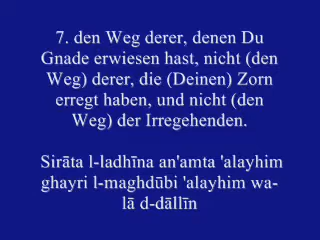 7. den Weg derer, denen Du
Gnade erwiesen hast, nicht (den
Weg) derer, die (Deinen) Zorn
erregt haben, und nicht (den
Weg) der Irregehenden.
Sirāta l-ladhīna an'amta 'alayhim
ghayri l-maghdūbi 'alayhim wa-
lā d-dāllīn